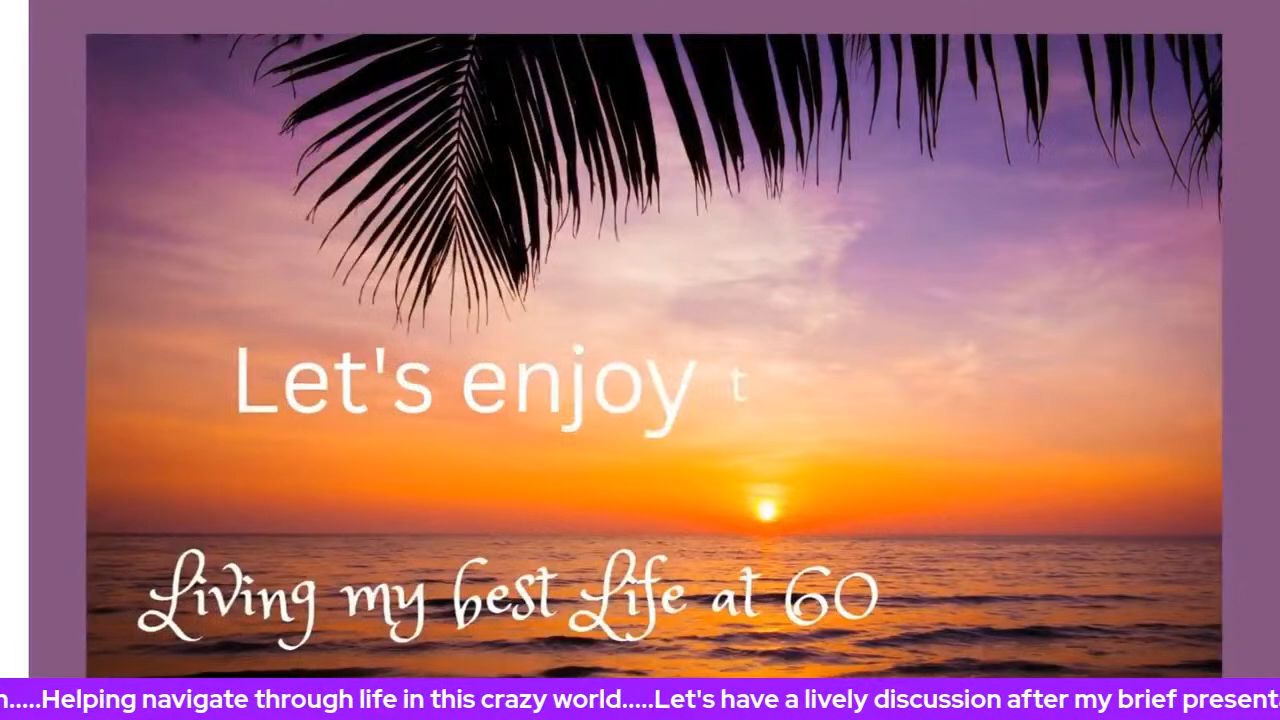 Let's enjoy t
Living my best Life at 60
.....Helping navigate through life in this crazy world.....Let's have a lively discussion after my brief